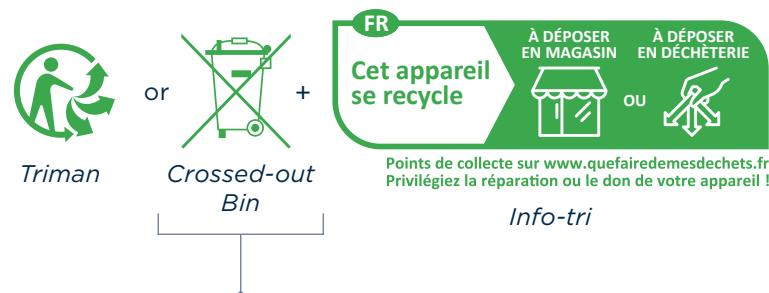 FR
À DÉPOSER
EN MAGASIN
À DÉPOSER
EN DÉCHÈTERIE
Cet appareil
se recycle
or
+
OU
Points de collecte sur www.quefairedemesdechets.fr
Privilégiez la réparation ou le don de votre appareil !
Triman
Crossed-out
Bin
Info-tri